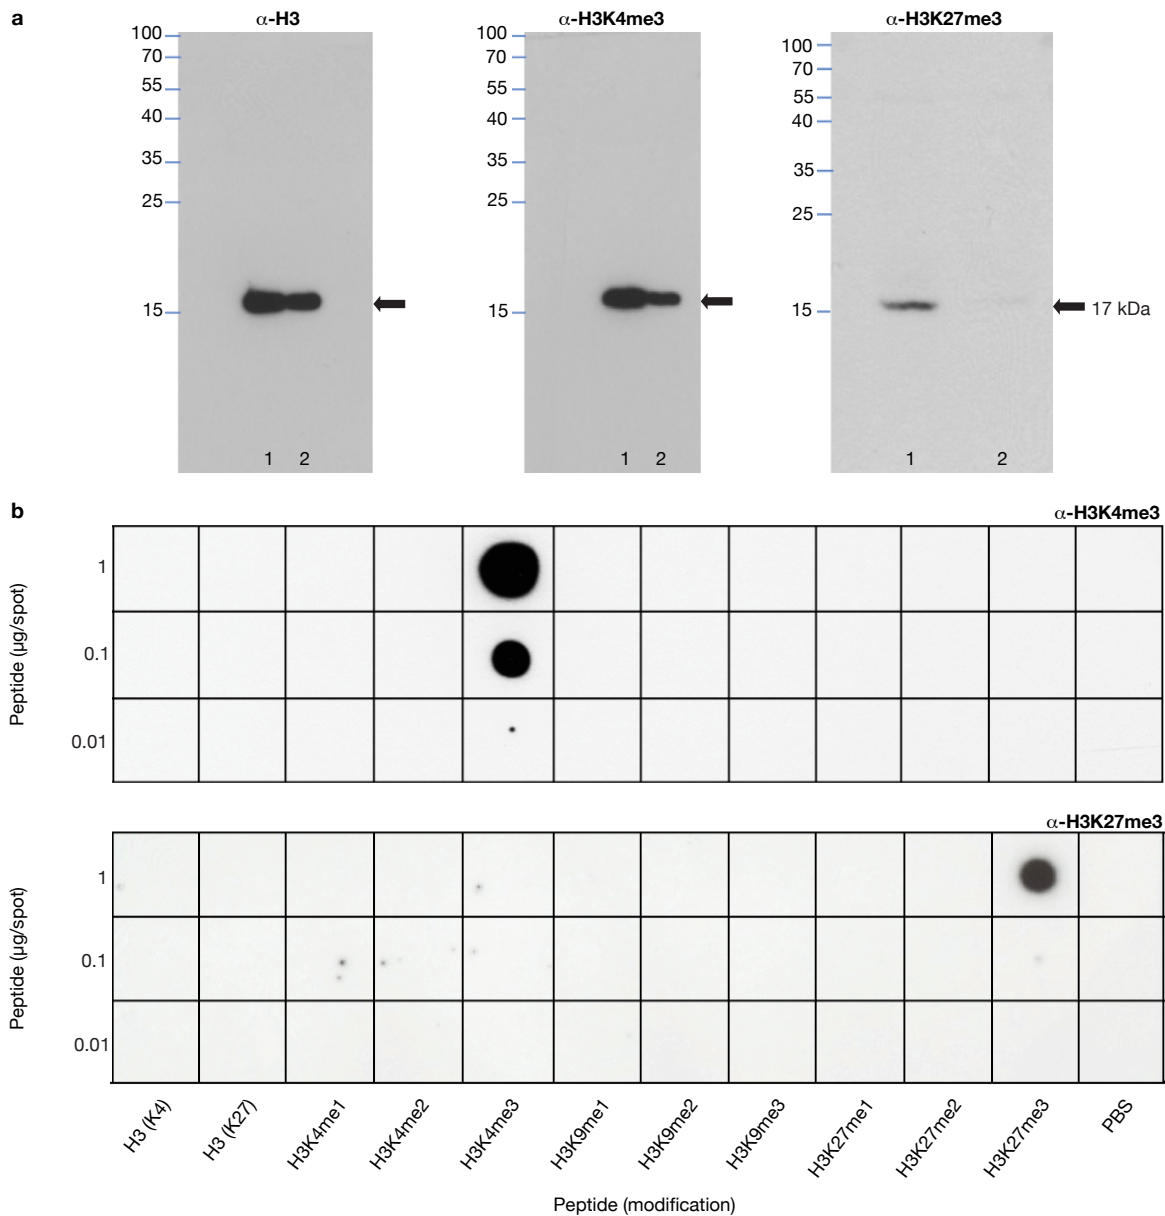 a
α-H3
α-H3K4me3
α-H3K27me3
100
70
55
40
35
25
15
1 2
100
70
55
40
35
25
15
1 2
100
70
55
40
35
25
15
17 kDa
1 2
b
α-H3K4me3
Peptide (µg/spot)
1
0.1
0.01
α-H3K27me3
Peptide (µg/spot)
1
0.1
0.01
H3 (K4)
H3 (K27)
H3K4me1
H3K4me2
H3K4me3
H3K9me1
H3K9me2
H3K9me3
H3K27me1
H3K27me2
H3K27me3
PBS
Peptide (modification)